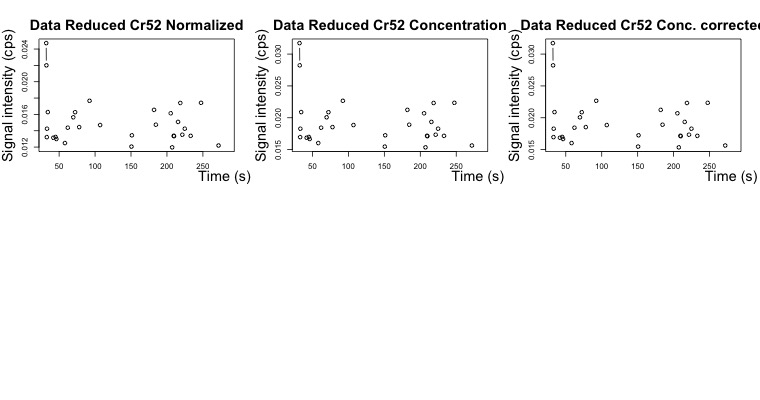 Data Reduced Cr52 Normalized
Signal intensity (cps)
0.012 0.016 0.020 0.024
50 100 150 200 250
Time (s)
Data Reduced Cr52 Concentration
Signal intensity (cps)
0.015 0.020 0.025 0.030
50 100 150 200 250
Time (s)
Data Reduced Cr52 Conc. corrected
Signal intensity (cps)
0.015 0.020 0.025 0.030
50 100 150 200 250
Time (s)